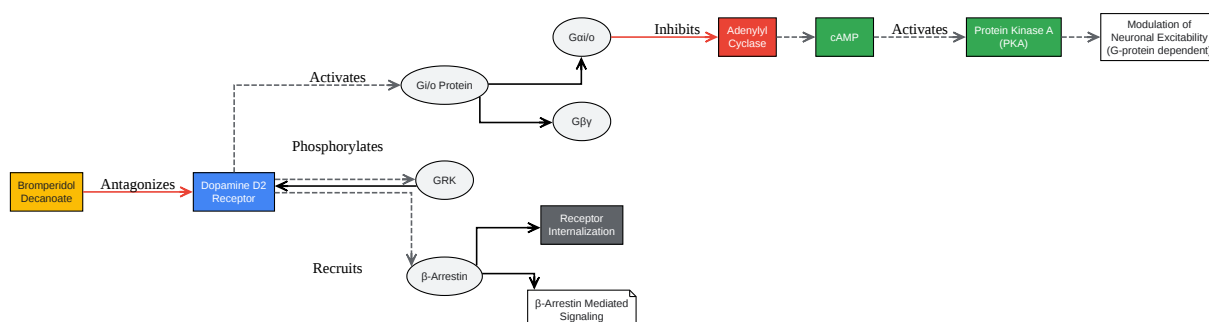 Gαi/o
Inhibits
Adenylyl
Cyclase
cAMP
Activates
Protein Kinase A
(PKA)
Modulation of
Neuronal Excitability
(G-protein dependent)
Activates
Gi/o Protein
Gβγ
Phosphorylates
GRK
Bromperidol
Decanoate
Antagonizes
Dopamine D2
Receptor
Receptor
Internalization
Recruits
β-Arrestin
β-Arrestin Mediated
Signaling